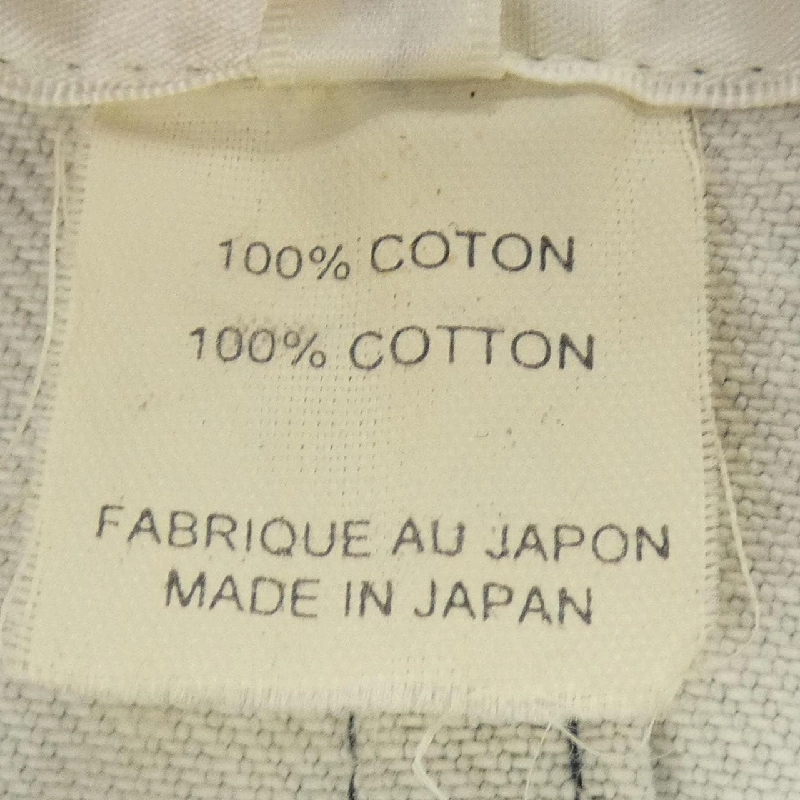 100% COTON
100% COTTON
FABRIQUE AU JAPON
MADE IN JAPAN